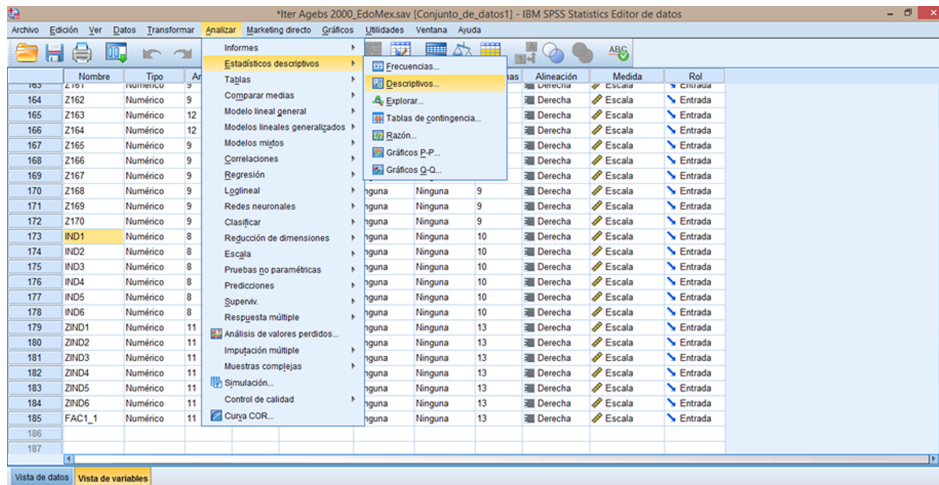 *Iter Agebs 2000_EdoMex.sav [Conjunto_de_datos1] - IBM SPSS Statistics Editor de datos
Archivo Edición Ver Datos Transformar Analizar Marketing directo Gráficos Utilidades Ventana Ayuda
Informes
Estadísticos descriptivos
Tablas
Comparar medias
Modelo lineal general
Modelos lineales generalizados
Modelos mixtos
Correlaciones
Regresión
Loglineal
Redes neuronales
Clasificar
Reducción de dimensiones
Escala
Pruebas no paramétricas
Predicciones
Superviv.
Respuesta múltiple
Análisis de valores perdidos...
Imputación múltiple
Muestras complejas
Simulación...
Control de calidad
Curva COR...
Frecuencias...
Descriptivos...
Explorar...
Tablas de contingencia...
Razón...
Gráficos P-P...
Gráficos Q-Q...
Nombre Tipo An nas Alineación Medida Rol
163 Z161 Numérico 9 Derecha Escala Entrada
164 Z162 Numérico 9 Derecha Escala Entrada
165 Z163 Numérico 12 Derecha Escala Entrada
166 Z164 Numérico 12 Derecha Escala Entrada
167 Z165 Numérico 9 Derecha Escala Entrada
168 Z166 Numérico 9 Derecha Escala Entrada
169 Z167 Numérico 9 Derecha Escala Entrada
170 Z168 Numérico 9 nguna Ninguna 9 Derecha Escala Entrada
171 Z169 Numérico 9 nguna Ninguna 9 Derecha Escala Entrada
172 Z170 Numérico 9 nguna Ninguna 9 Derecha Escala Entrada
173 IND1 Numérico 8 nguna Ninguna 10 Derecha Escala Entrada
174 IND2 Numérico 8 nguna Ninguna 10 Derecha Escala Entrada
175 IND3 Numérico 8 nguna Ninguna 10 Derecha Escala Entrada
176 IND4 Numérico 8 nguna Ninguna 10 Derecha Escala Entrada
177 IND5 Numérico 8 nguna Ninguna 10 Derecha Escala Entrada
178 IND6 Numérico 8 nguna Ninguna 10 Derecha Escala Entrada
179 ZIND1 Numérico 11 nguna Ninguna 13 Derecha Escala Entrada
180 ZIND2 Numérico 11 nguna Ninguna 13 Derecha Escala Entrada
181 ZIND3 Numérico 11 nguna Ninguna 13 Derecha Escala Entrada
182 ZIND4 Numérico 11 nguna Ninguna 13 Derecha Escala Entrada
183 ZIND5 Numérico 11 nguna Ninguna 13 Derecha Escala Entrada
184 ZIND6 Numérico 11 nguna Ninguna 13 Derecha Escala Entrada
185 FAC1_1 Numérico 11 nguna Ninguna 13 Derecha Escala Entrada
186
187
Vista de datos Vista de variables